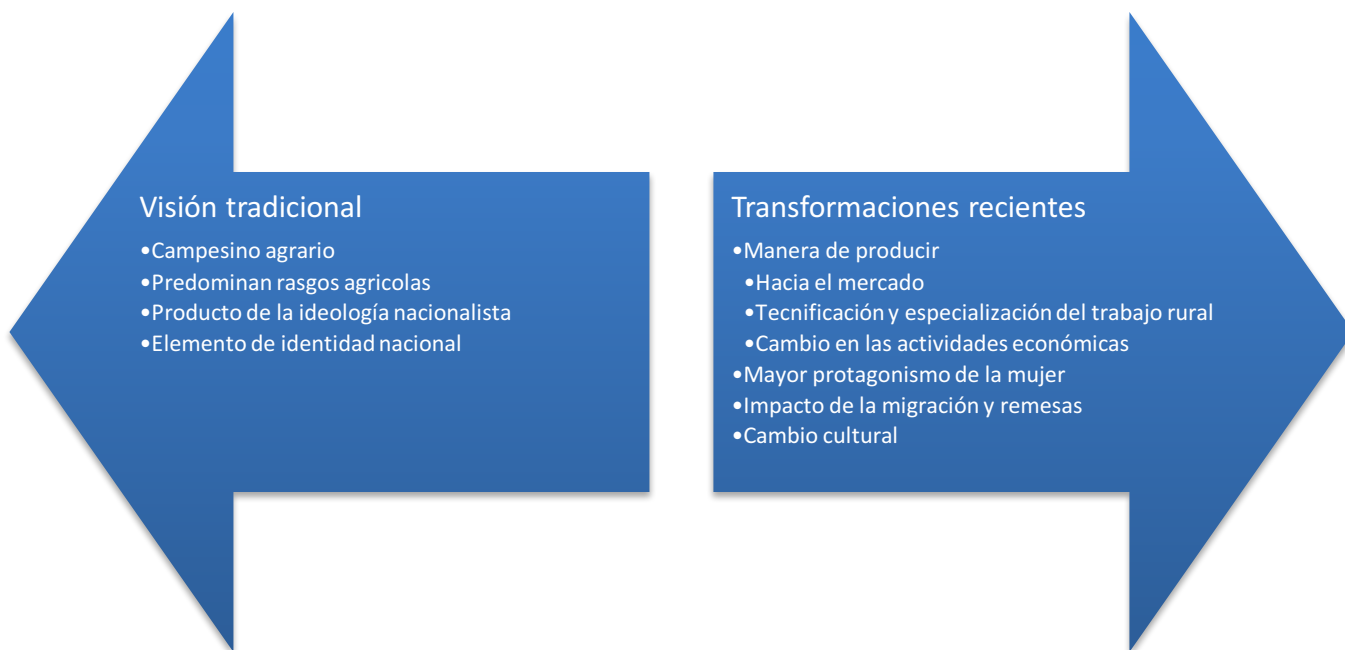 Visión tradicional
•Campesino agrario
•Predominan rasgos agricolas
•Producto de la ideología nacionalista
•Elemento de identidad nacional
Transformaciones recientes
•Manera de producir
•Hacia el mercado
•Tecnificación y especialización del trabajo rural
•Cambio en las actividades económicas
•Mayor protagonismo de la mujer
•Impacto de la migración y remesas
•Cambio cultural